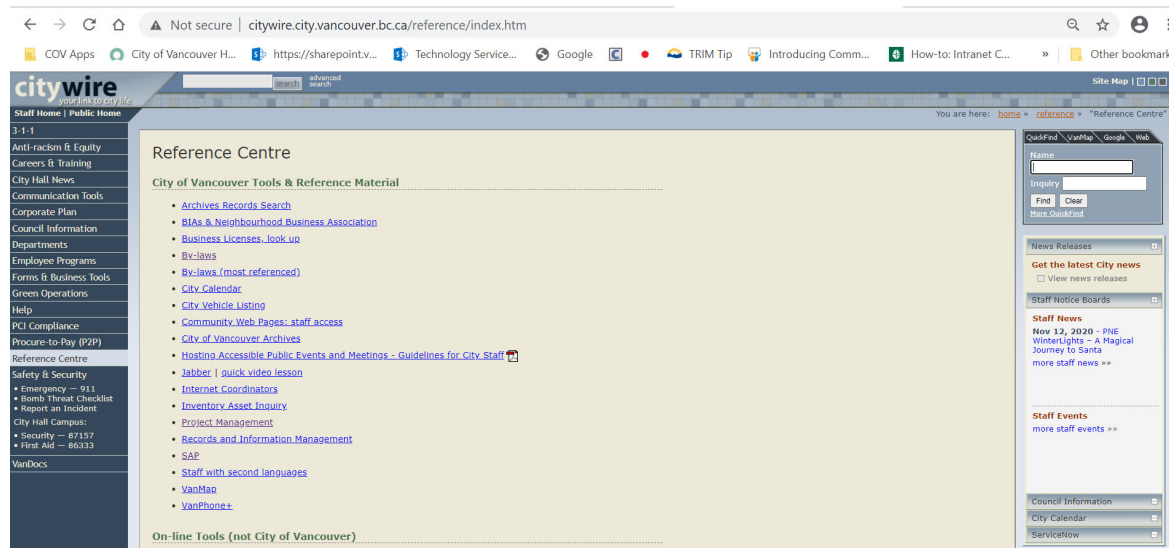 Not secure | citywire.city.vancouver.bc.ca/reference/index.htm
COV Apps City of Vancouver H... https://sharepoint.v... Technology Service... Google TRIM Tip Introducing Comm... How-to: Intranet C... » Other bookmark
citywire
your link to city life
search advanced search
Site Map |
Staff Home | Public Home
You are here: home » reference » "Reference Centre"
3-1-1
Anti-racism & Equity
Careers & Training
City Hall News
Communication Tools
Corporate Plan
Council Information
Departments
Employee Programs
Forms & Business Tools
Green Operations
Help
PCI Compliance
Procure-to-Pay (P2P)
Reference Centre
Safety & Security
• Emergency — 911
• Bomb Threat Checklist
• Report an Incident
City Hall Campus:
• Security — 87157
• First Aid — 86333
VanDocs
Reference Centre
City of Vancouver Tools & Reference Material
• Archives Records Search
• BIAs & Neighbourhood Business Association
• Business Licenses, look up
• By-laws
• By-laws (most referenced)
• City Calendar
• City Vehicle Listing
• Community Web Pages: staff access
• City of Vancouver Archives
• Hosting Accessible Public Events and Meetings - Guidelines for City Staff
• Jabber | quick video lesson
• Internet Coordinators
• Inventory Asset Inquiry
• Project Management
• Records and Information Management
• SAP
• Staff with second languages
• VanMap
• VanPhone+
On-line Tools (not City of Vancouver)
QuickFind VanMap Google Web
Name
Inquiry
Find Clear
More QuickFind
News Releases
Get the latest City news
View news releases
Staff Notice Boards
Staff News
Nov 12, 2020 - PNE
WinterLights – A Magical
Journey to Santa
more staff news »»
Staff Events
more staff events »»
Council Information
City Calendar
ServiceNow